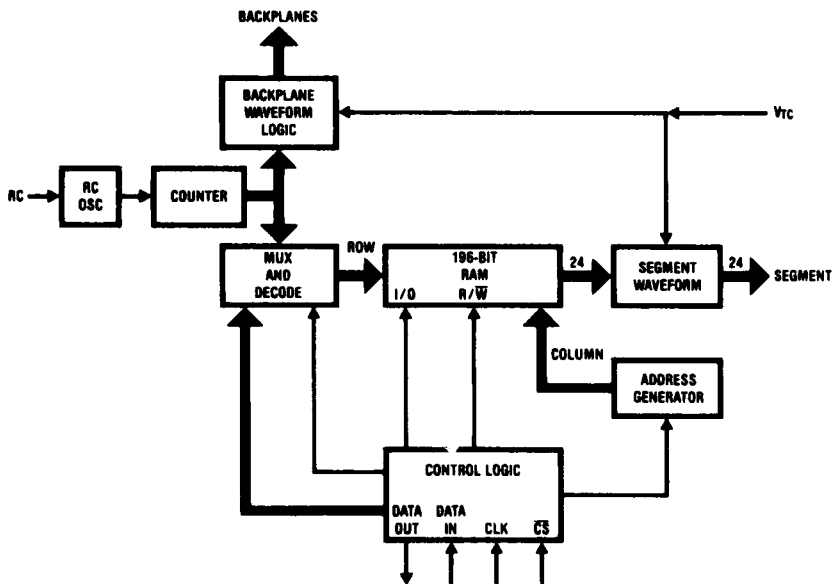 BACKPLANES
BACKPLANE
WAVEFORM
LOGIC
VTC
RC
RC
OSC
COUNTER
MUX
AND
DECODE
ROW
196-BIT
RAM
I/O R/W̅
24
SEGMENT
WAVEFORM
24
SEGMENT
COLUMN
ADDRESS
GENERATOR
CONTROL LOGIC
DATA OUT
DATA IN
CLK
C̅S̅